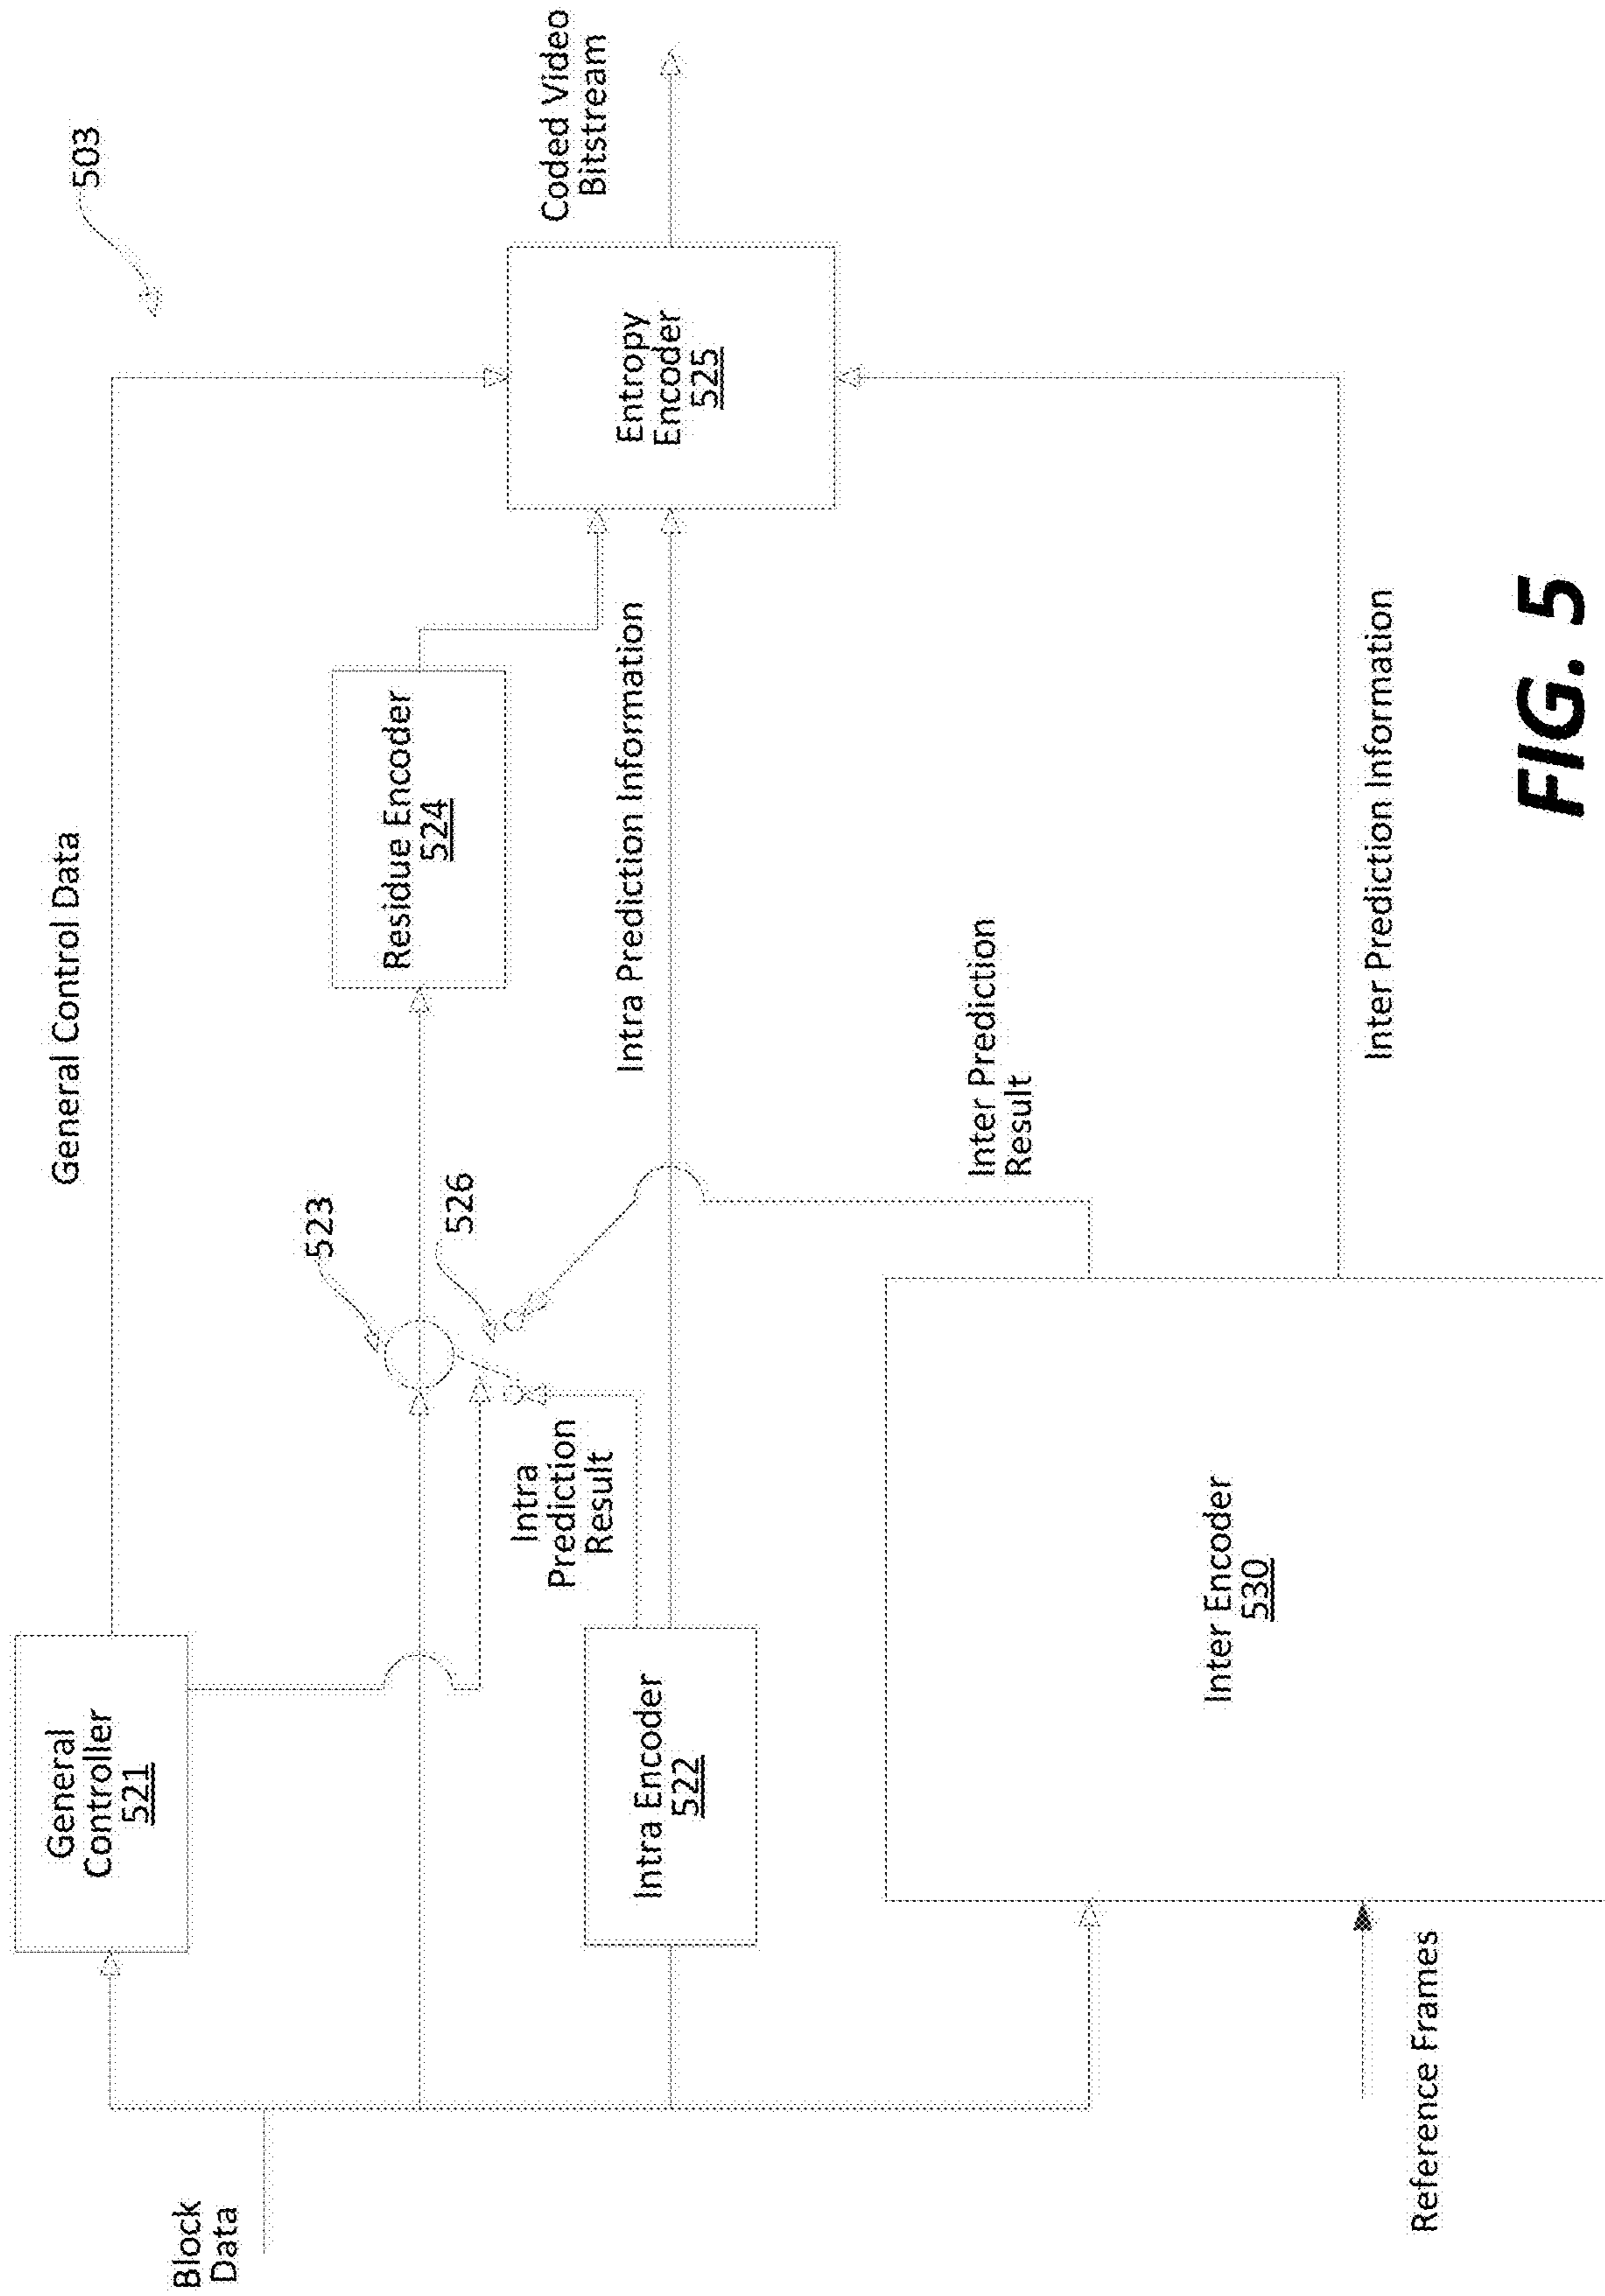 503
General Control Data
General
Controller
521
523
526
Residue Encoder
524
Coded Video
Bitstream
Entropy
Encoder
525
Block
Data
Intra
Prediction
Result
Intra Prediction Information
Intra Encoder
522
Inter Prediction
Result
Inter Encoder
530
Inter Prediction Information
Reference Frames
FIG. 5